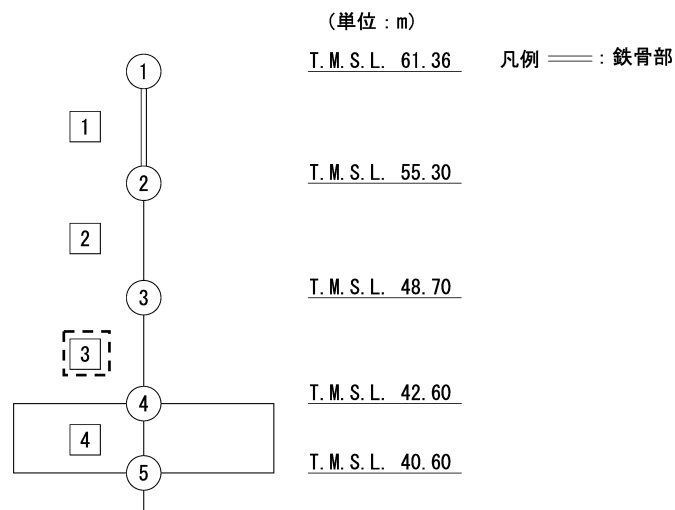 (単位：m)
① T.M.S.L. 61.36 凡例 ：鉄骨部
1
② T.M.S.L. 55.30
2
③ T.M.S.L. 48.70
3
④ T.M.S.L. 42.60
4
⑤ T.M.S.L. 40.60